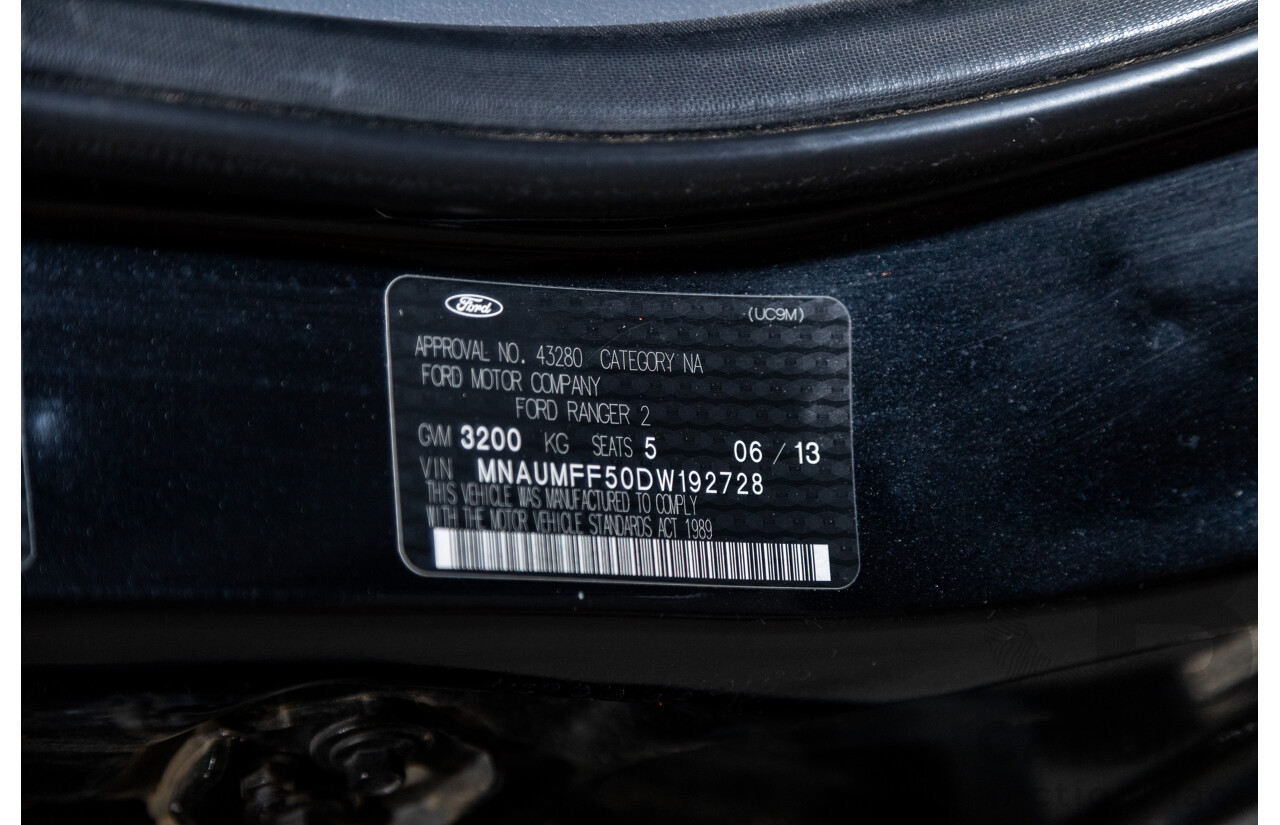 Ford
(UC9M)
APPROVAL NO. 43280 CATEGORY NA
FORD MOTOR COMPANY
FORD RANGER 2
GVM 3200 KG SEATS 5 06 / 13
VIN MNAUMFF50DW192728
THIS VEHICLE WAS MANUFACTURED TO COMPLY
WITH THE MOTOR VEHICLE STANDARDS ACT 1989